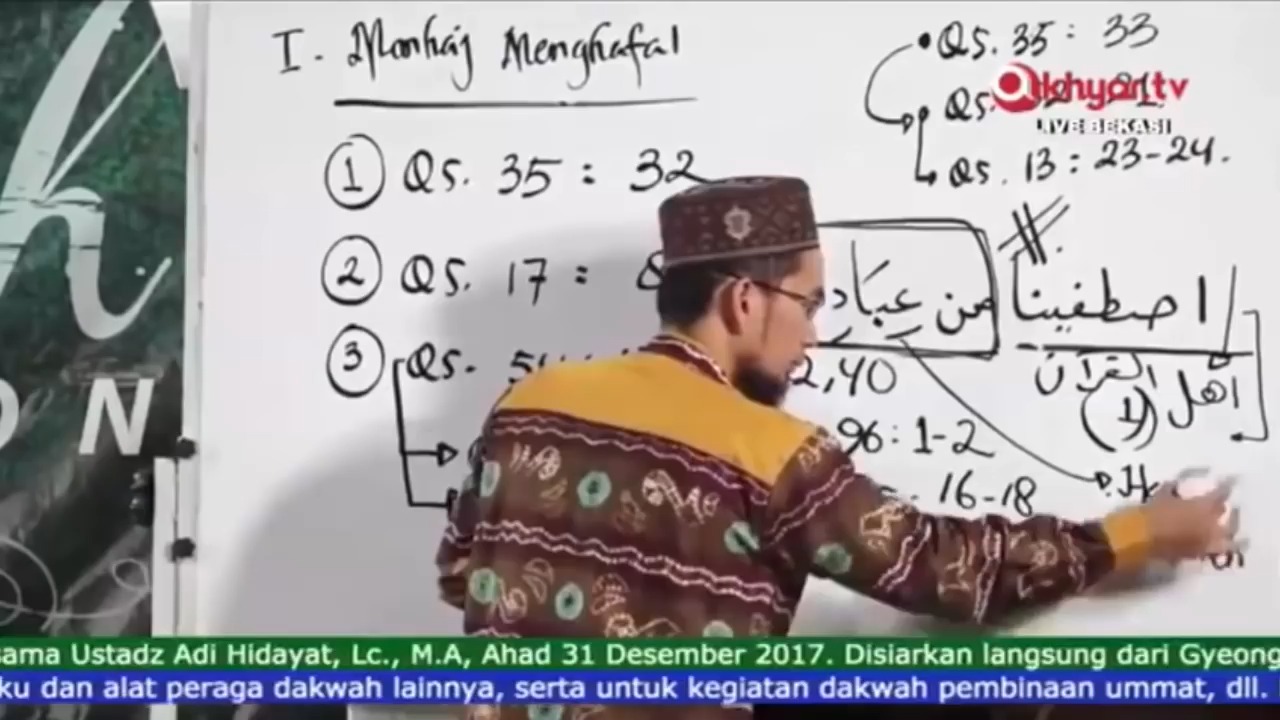 I. Manhaj Menghafal
① QS. 35 : 32
② QS. 17 :
③ QS.
2,40
96 : 1-2
16-18
• QS. 35 : 33
QS.
QS. 13 : 23-24.
Akhyar tv
LIVE BEKASI
اصطفينا من عباد
اهل القرآن
(1)
N
sama Ustadz Adi Hidayat, Lc., M.A, Ahad 31 Desember 2017. Disiarkan langsung dari Gyeong
ku dan alat peraga dakwah lainnya, serta untuk kegiatan dakwah pembinaan ummat, dll.